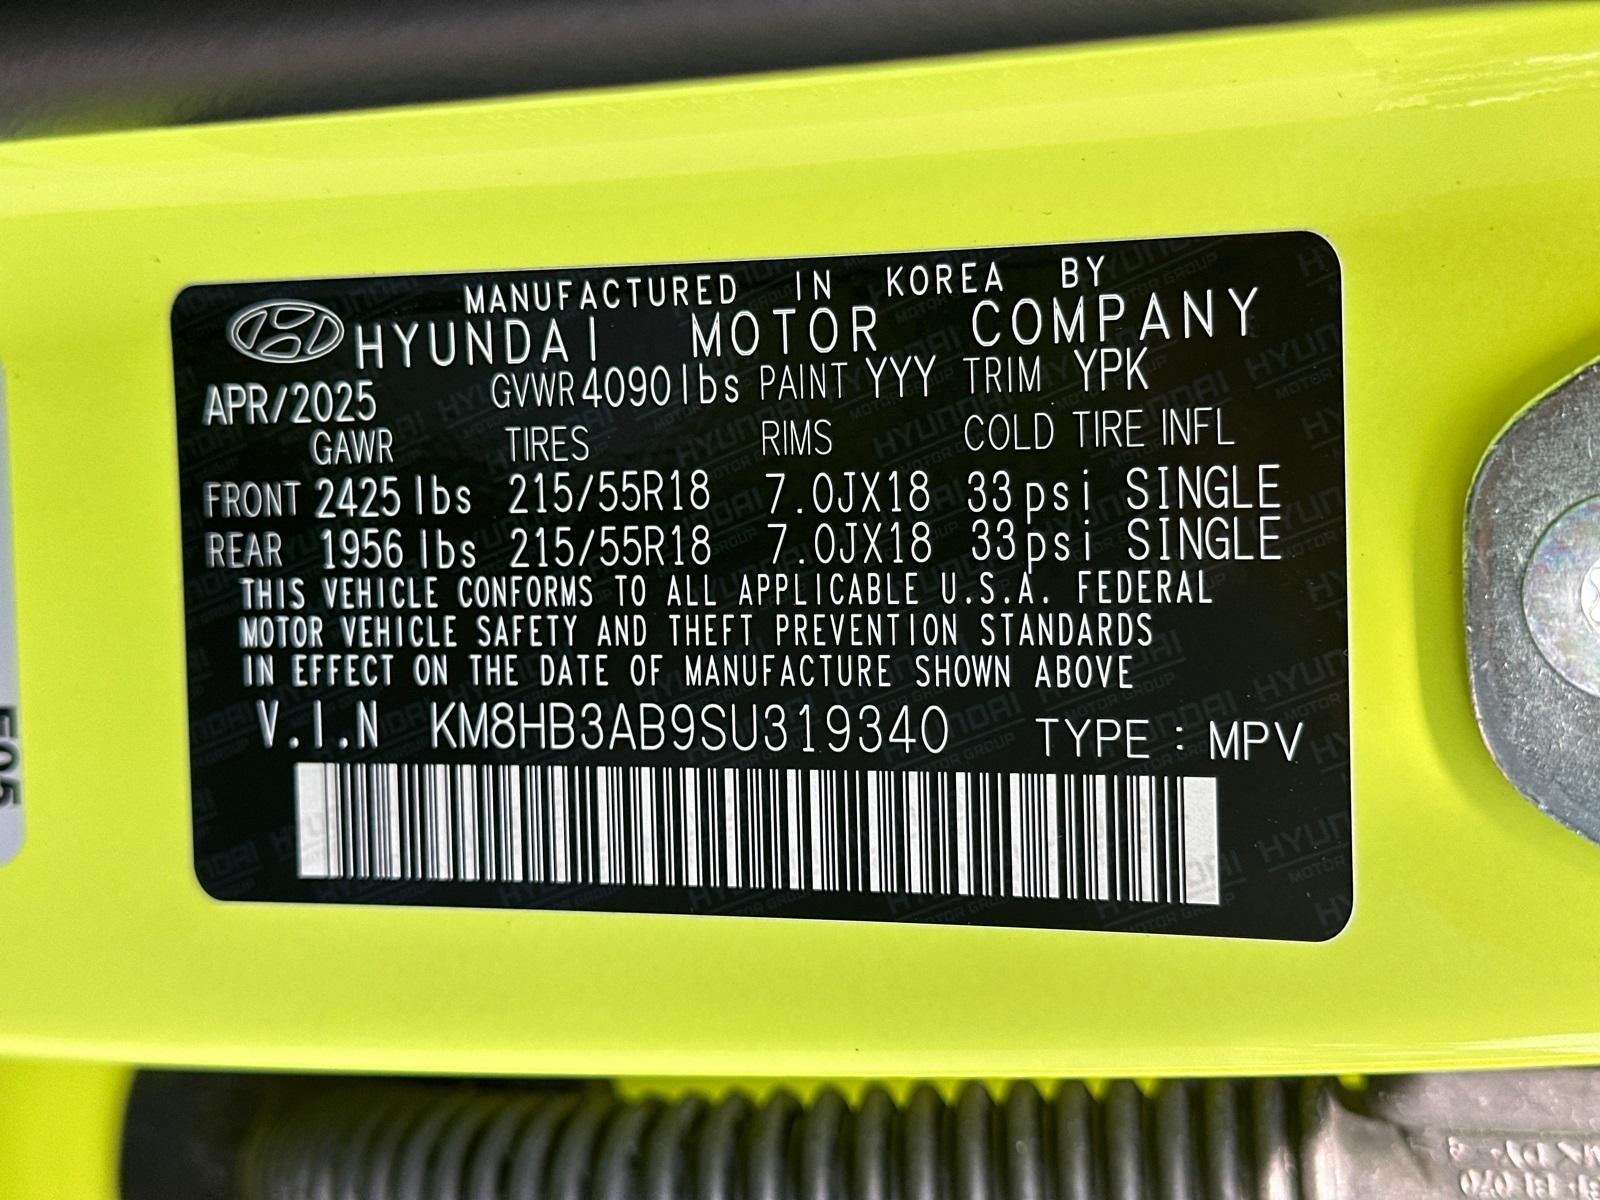 MANUFACTURED IN KOREA BY
HYUNDAI MOTOR COMPANY
APR/2025 GVWR 4090lbs PAINT YYY TRIM YPK
GAWR TIRES RIMS COLD TIRE INFL
FRONT 2425 lbs 215/55R18 7.0JX18 33psi SINGLE
REAR 1956 lbs 215/55R18 7.0JX18 33psi SINGLE
THIS VEHICLE CONFORMS TO ALL APPLICABLE U.S.A. FEDERAL
MOTOR VEHICLE SAFETY AND THEFT PREVENTION STANDARDS
IN EFFECT ON THE DATE OF MANUFACTURE SHOWN ABOVE
V.I.N KM8HB3AB9SU319340 TYPE : MPV